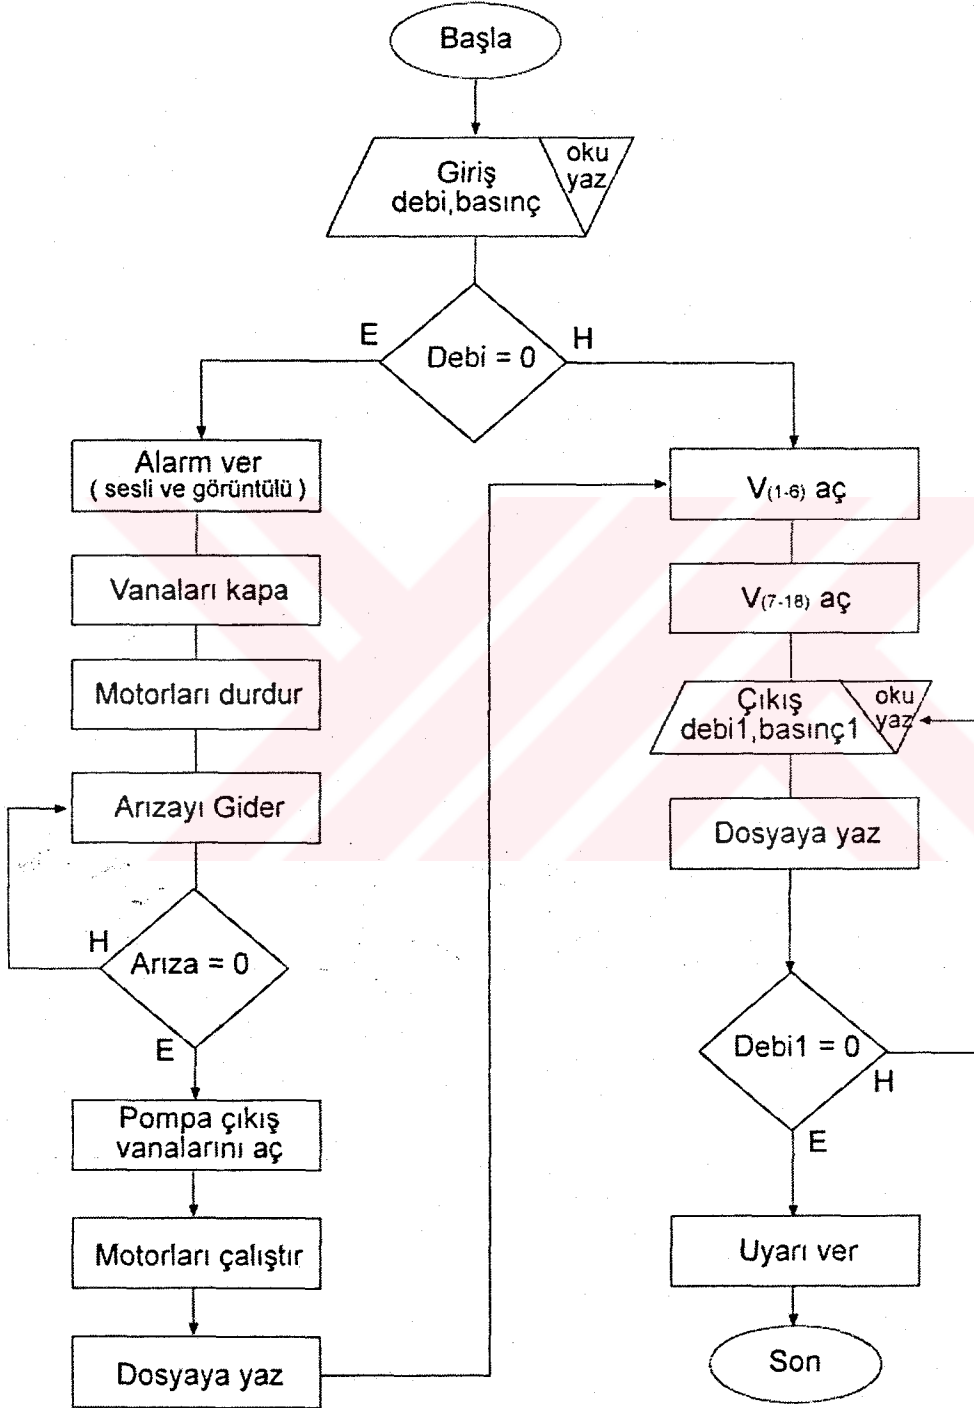 Başla
Giriş
debi,basınç
oku
yaz
Debi = 0
E
H
Alarm ver
( sesli ve görüntülü )
Vanaları kapa
Motorları durdur
Arızayı Gider
Arıza = 0
H
E
Pompa çıkış
vanalarını aç
Motorları çalıştır
Dosyaya yaz
V(1-6) aç
V(7-18) aç
Çıkış
debi1,basınç1
oku
yaz
Dosyaya yaz
Debi1 = 0
H
E
Uyarı ver
Son